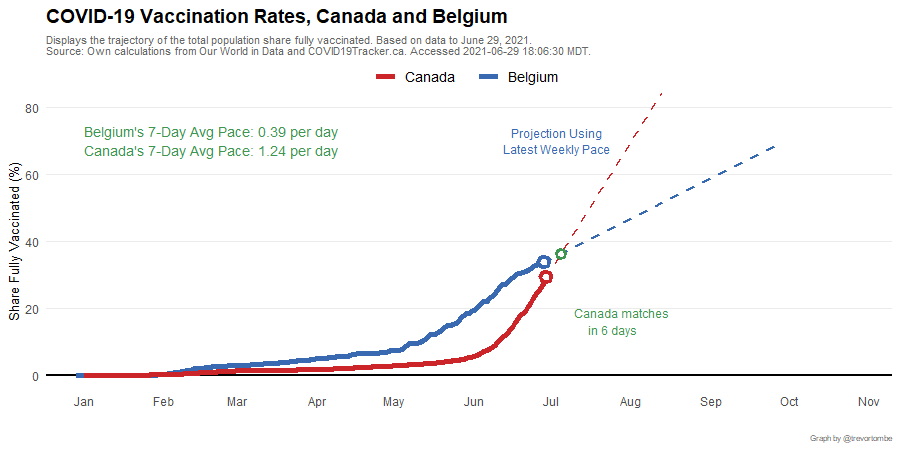 COVID-19 Vaccination Rates, Canada and Belgium
Displays the trajectory of the total population share fully vaccinated. Based on data to June 29, 2021.
Source: Own calculations from Our World in Data and COVID19Tracker.ca. Accessed 2021-06-29 18:06:30 MDT.
Canada Belgium
80
Belgium's 7-Day Avg Pace: 0.39 per day
Canada's 7-Day Avg Pace: 1.24 per day
Projection Using
Latest Weekly Pace
60
Share Fully Vaccinated (%)
40
20
Canada matches
in 6 days
0
Jan Feb Mar Apr May Jun Jul Aug Sep Oct Nov
Graph by @trevortombe